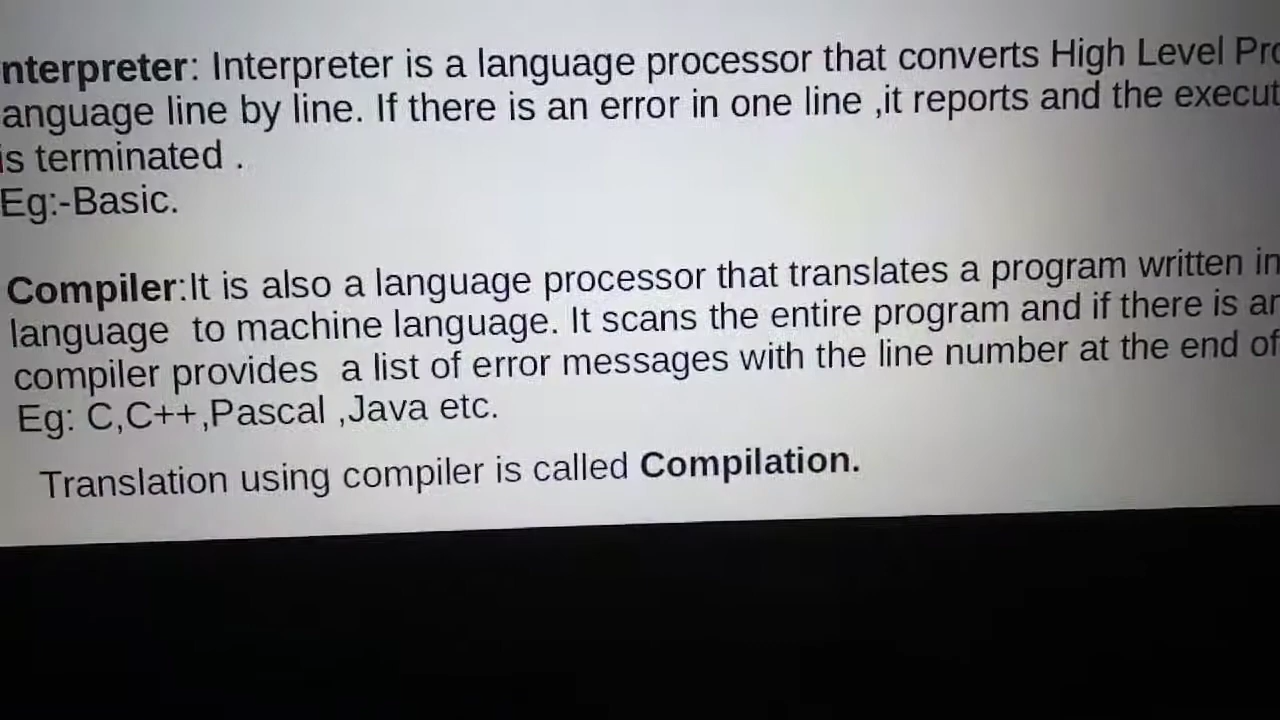 nterpreter: Interpreter is a language processor that converts High Level Pro
anguage line by line. If there is an error in one line ,it reports and the execut
is terminated .
Eg:-Basic.
Compiler:It is also a language processor that translates a program written in
language to machine language. It scans the entire program and if there is an
compiler provides a list of error messages with the line number at the end of
Eg: C,C++,Pascal ,Java etc.
Translation using compiler is called Compilation.